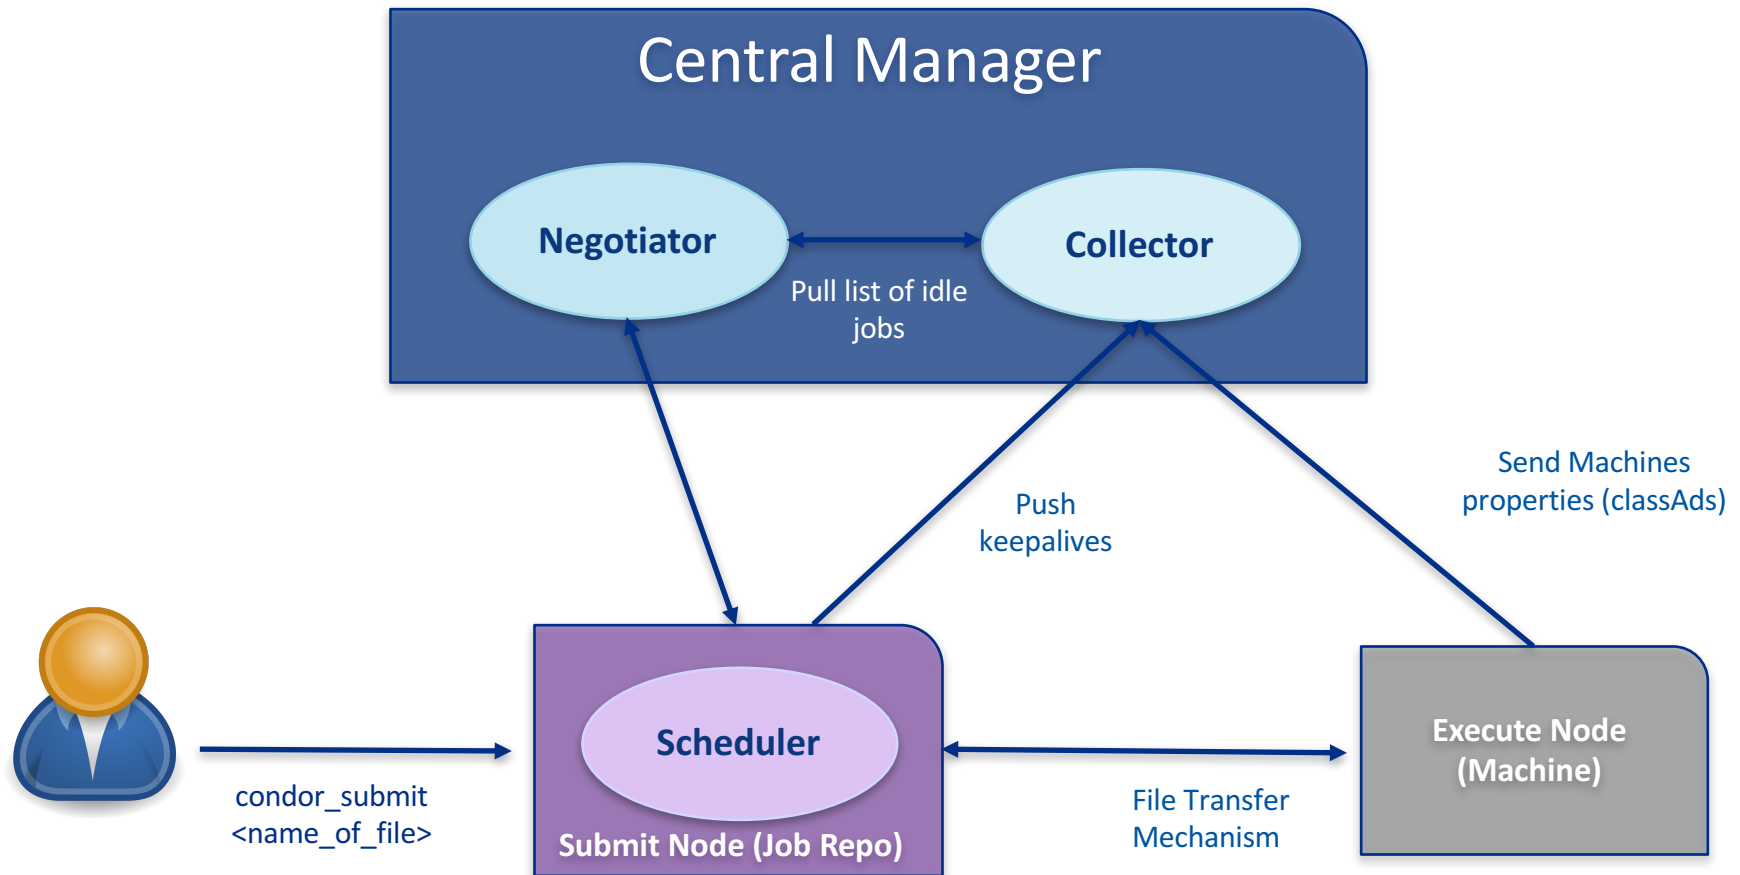 Central Manager
Negotiator
Collector
Pull list of idle
jobs
Send Machines
properties (classAds)
Push
keepalives
Scheduler
Submit Node (Job Repo)
Execute Node
(Machine)
condor_submit
<name_of_file>
File Transfer
Mechanism